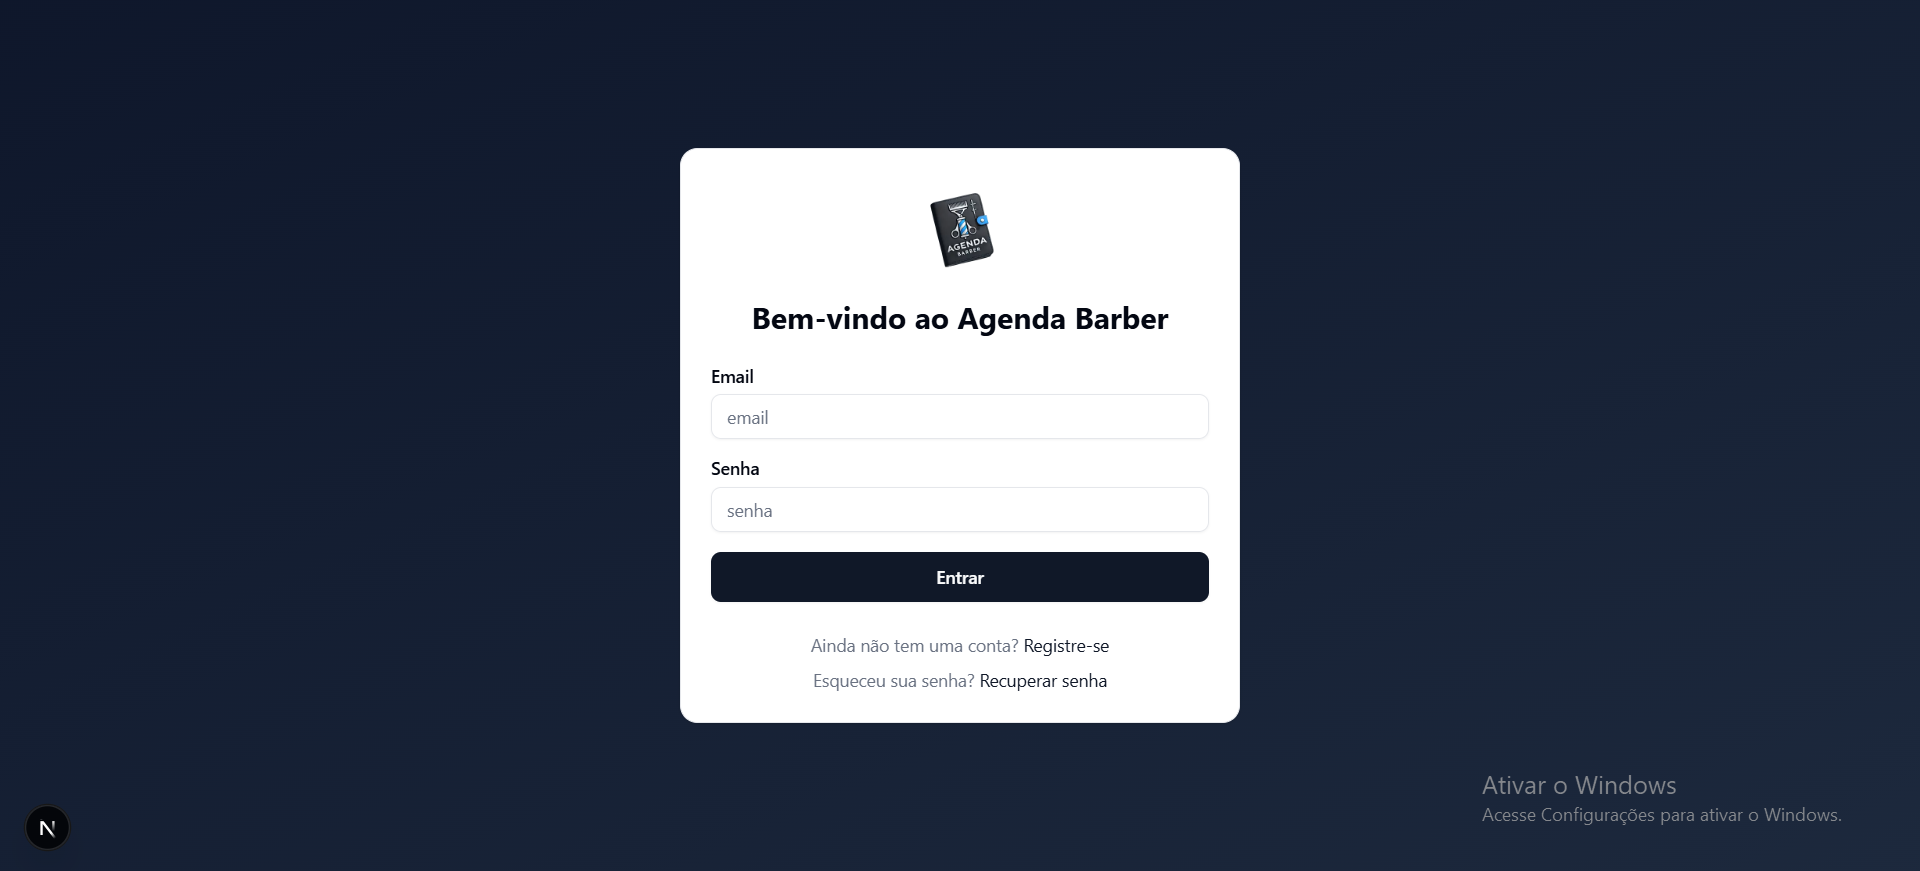 AGENDA
BARBER
Bem-vindo ao Agenda Barber
Email
email
Senha
senha
Entrar
Ainda não tem uma conta? Registre-se
Esqueceu sua senha? Recuperar senha
Ativar o Windows
Acesse Configurações para ativar o Windows.
N